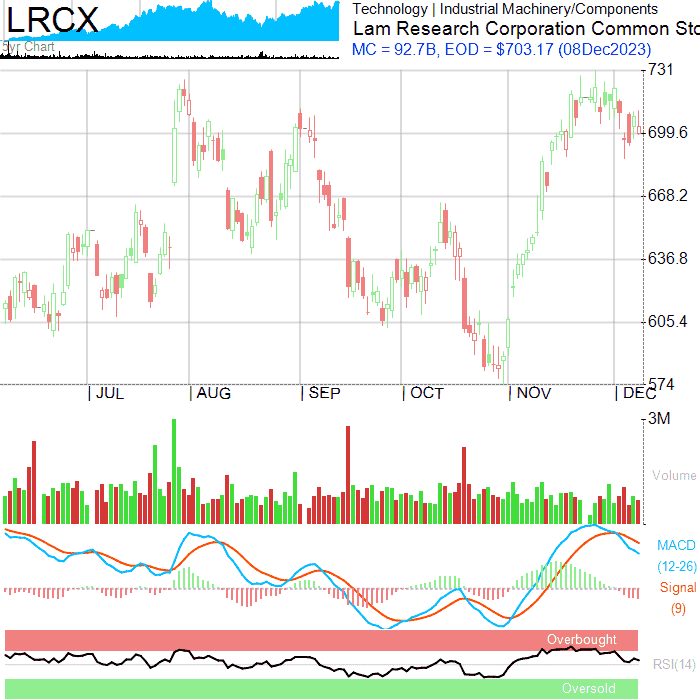 LRCX
5yr Chart
Technology | Industrial Machinery/Components
Lam Research Corporation Common Sto
MC = 92.7B, EOD = $703.17 (08Dec2023)
731
699.6
668.2
636.8
605.4
574
JUL AUG SEP OCT NOV DEC
3M
Volume
MACD
(12-26)
Signal
(9)
Overbought
RSI(14)
Oversold